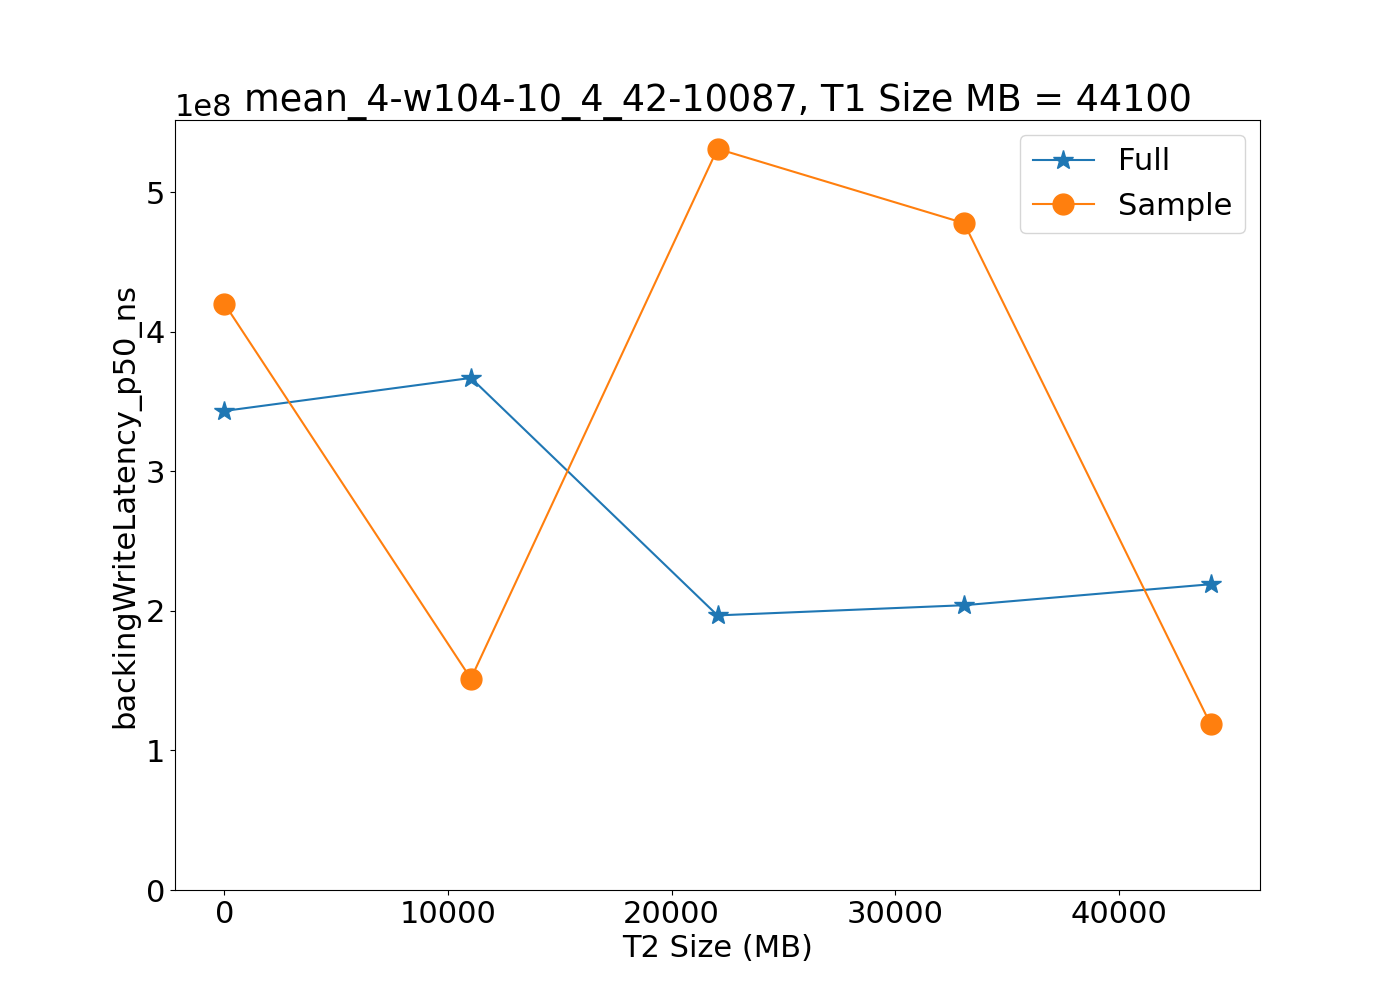 1e8
mean_4-w104-10_4_42-10087, T1 Size MB = 44100
Full
Sample
backingWriteLatency_p50_ns
5
4
3
2
1
0
0 10000 20000 30000 40000
T2 Size (MB)